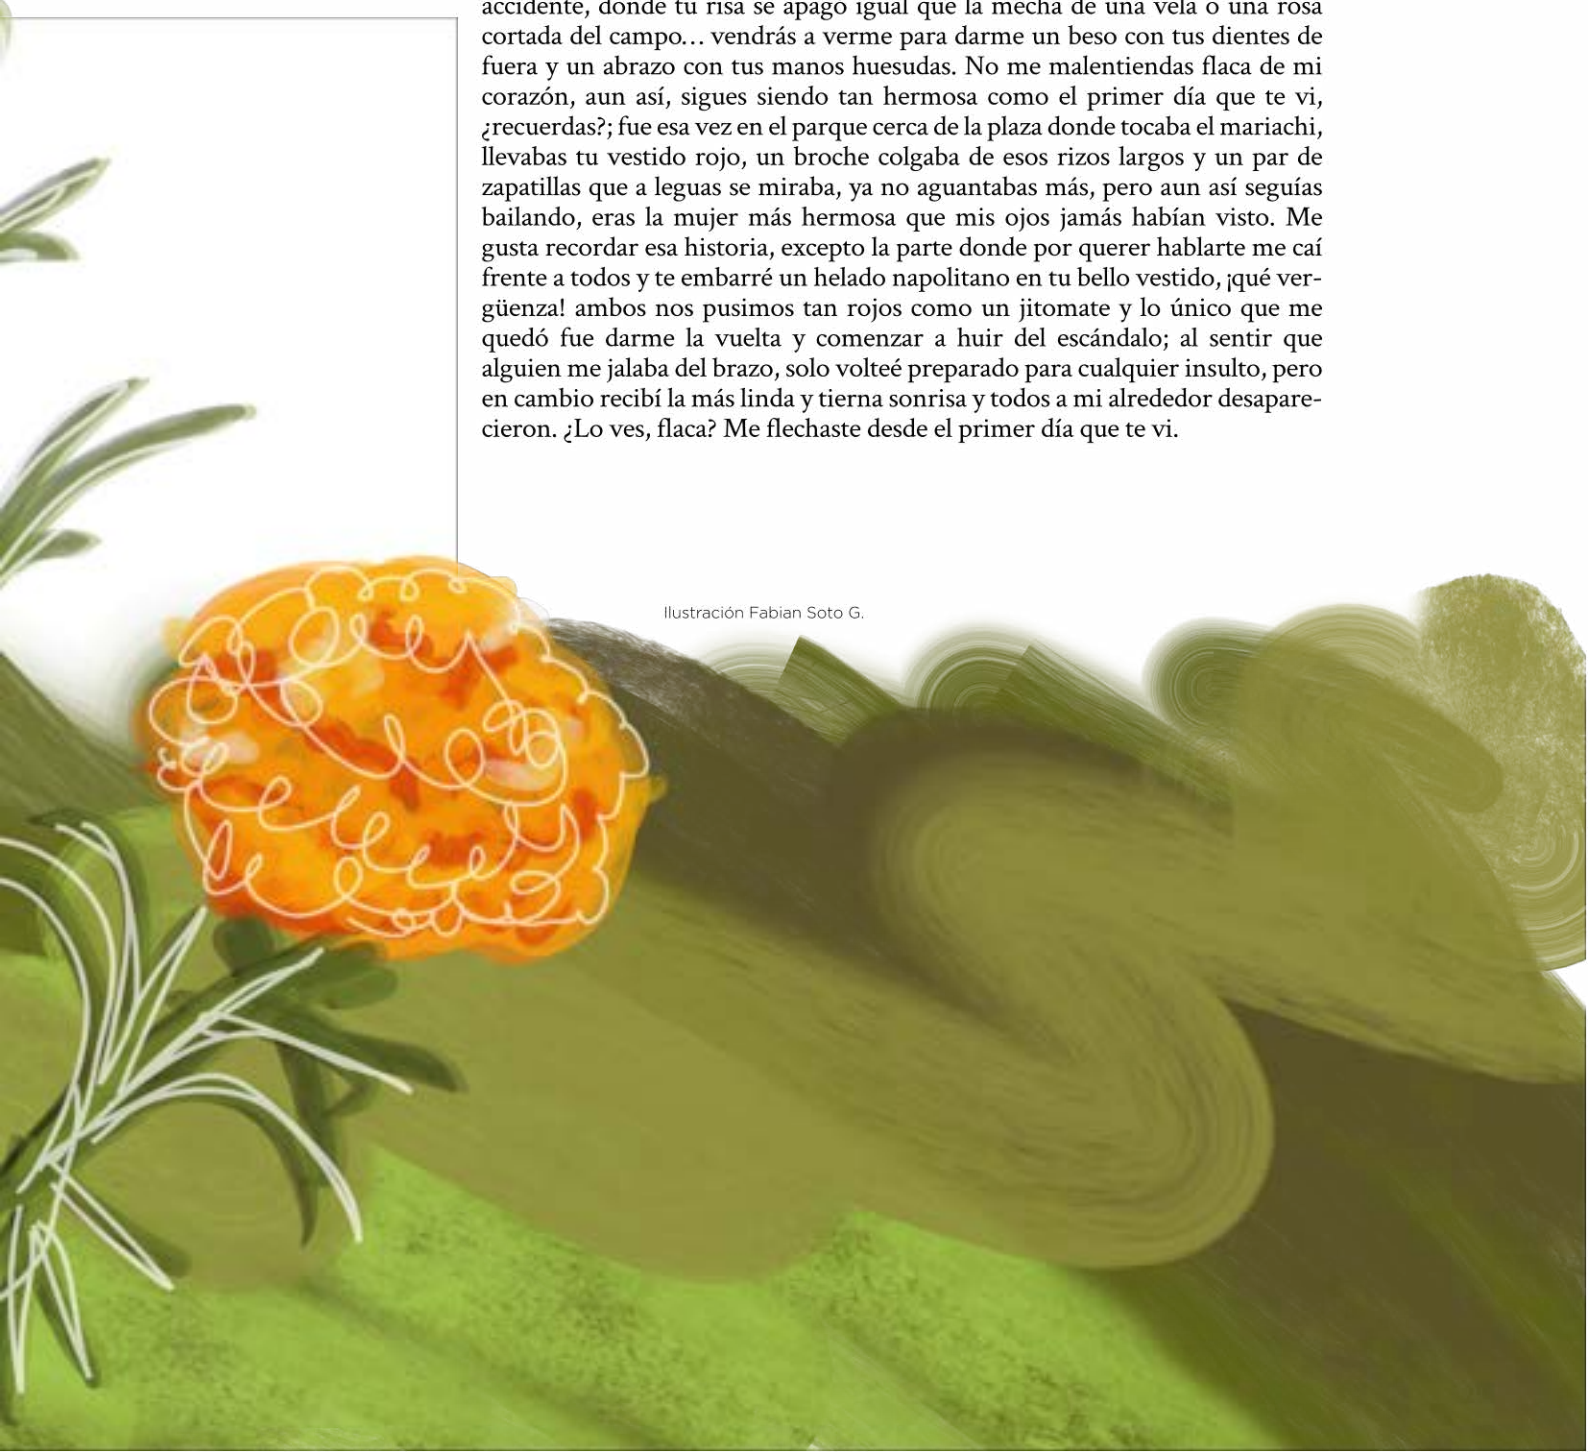 accidente, donde tu risa se apagó igual que la mecha de una vela o una rosa
cortada del campo... vendrás a verme para darme un beso con tus dientes de
fuera y un abrazo con tus manos huesudas. No me malentiendas flaca de mi
corazón, aun así, sigues siendo tan hermosa como el primer día que te vi,
¿recuerdas?; fue esa vez en el parque cerca de la plaza donde tocaba el mariachi,
llevabas tu vestido rojo, un broche colgaba de esos rizos largos y un par de
zapatillas que a leguas se miraba, ya no aguantabas más, pero aun así seguías
bailando, eras la mujer más hermosa que mis ojos jamás habían visto. Me
gusta recordar esa historia, excepto la parte donde por querer hablarte me caí
frente a todos y te embarré un helado napolitano en tu bello vestido, ¡qué ver-
güenza! ambos nos pusimos tan rojos como un jitomate y lo único que me
quedó fue darme la vuelta y comenzar a huir del escándalo; al sentir que
alguien me jalaba del brazo, solo volteé preparado para cualquier insulto, pero
en cambio recibí la más linda y tierna sonrisa y todos a mi alrededor desapare-
cieron. ¿Lo ves, flaca? Me flechaste desde el primer día que te vi.
Ilustración Fabian Soto G.